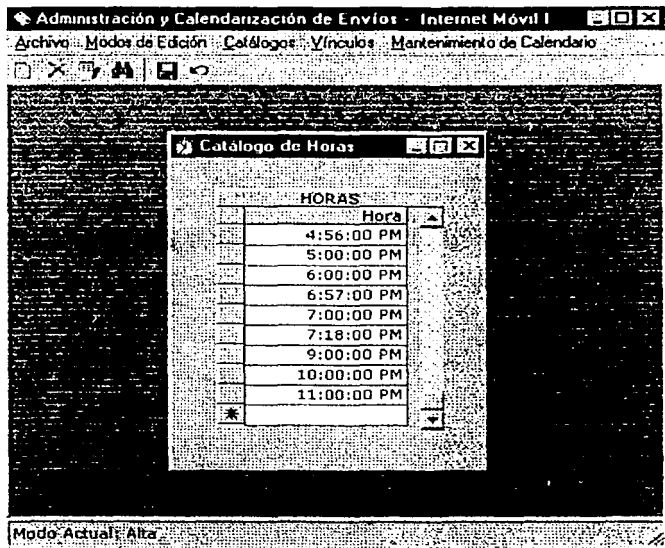 Administración y Calendarización de Envíos - Internet Móvil I
Archivo Modos de Edición Catálogos Vínculos Mantenimiento de Calendario
Catálogo de Horas
HORAS
Hora
4:56:00 PM
5:00:00 PM
6:00:00 PM
6:57:00 PM
7:00:00 PM
7:18:00 PM
9:00:00 PM
10:00:00 PM
11:00:00 PM
Modo Actual: Alta